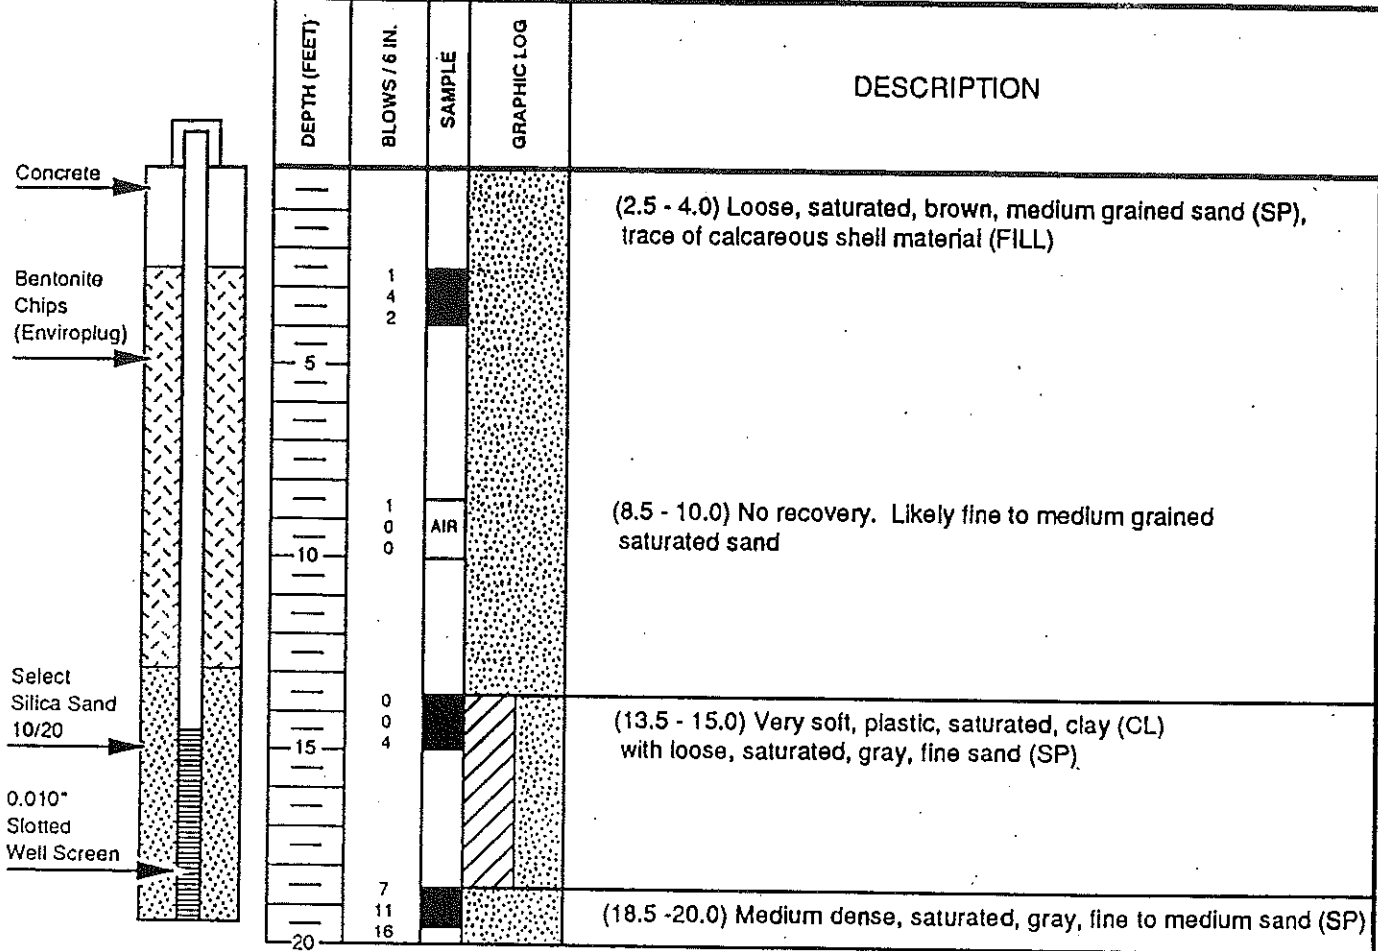 DEPTH (FEET)
BLOWS / 6 IN.
SAMPLE
GRAPHIC LOG
DESCRIPTION
Concrete
Bentonite
Chips
(Enviroplug)
Select
Silica Sand
10/20
0.010"
Slotted
Well Screen
5
10
15
20
1
4
2
1
0
0
0
0
4
7
11
16
AIR
(2.5 - 4.0) Loose, saturated, brown, medium grained sand (SP),
trace of calcareous shell material (FILL)
(8.5 - 10.0) No recovery. Likely fine to medium grained
saturated sand
(13.5 - 15.0) Very soft, plastic, saturated, clay (CL)
with loose, saturated, gray, fine sand (SP)
(18.5 -20.0) Medium dense, saturated, gray, fine to medium sand (SP)